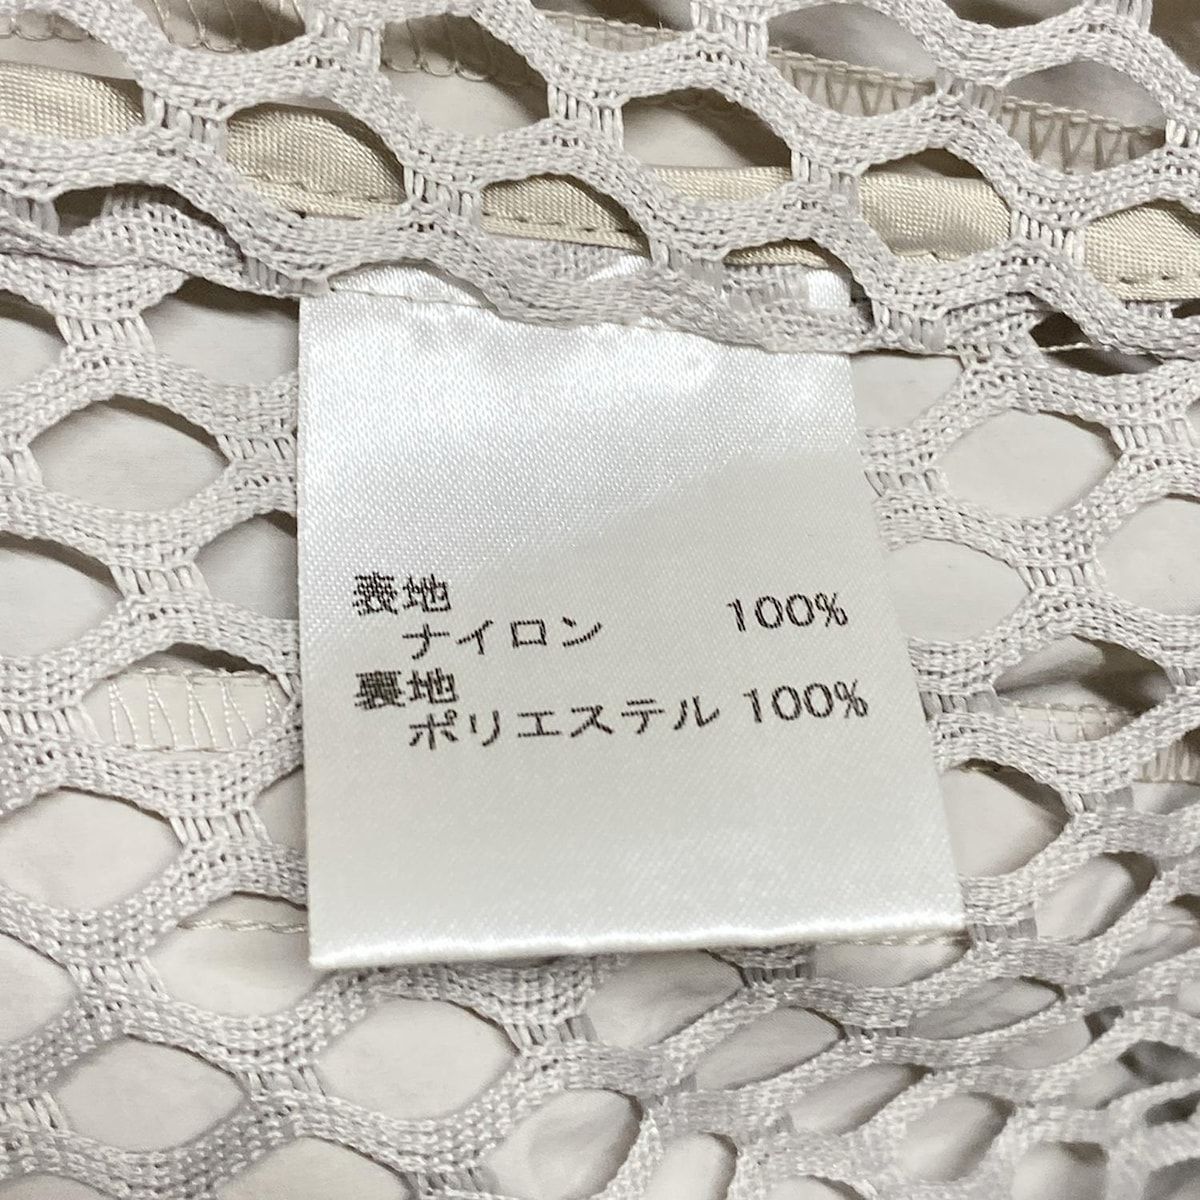 表地
ナイロン 100%
裏地
ポリエステル 100%